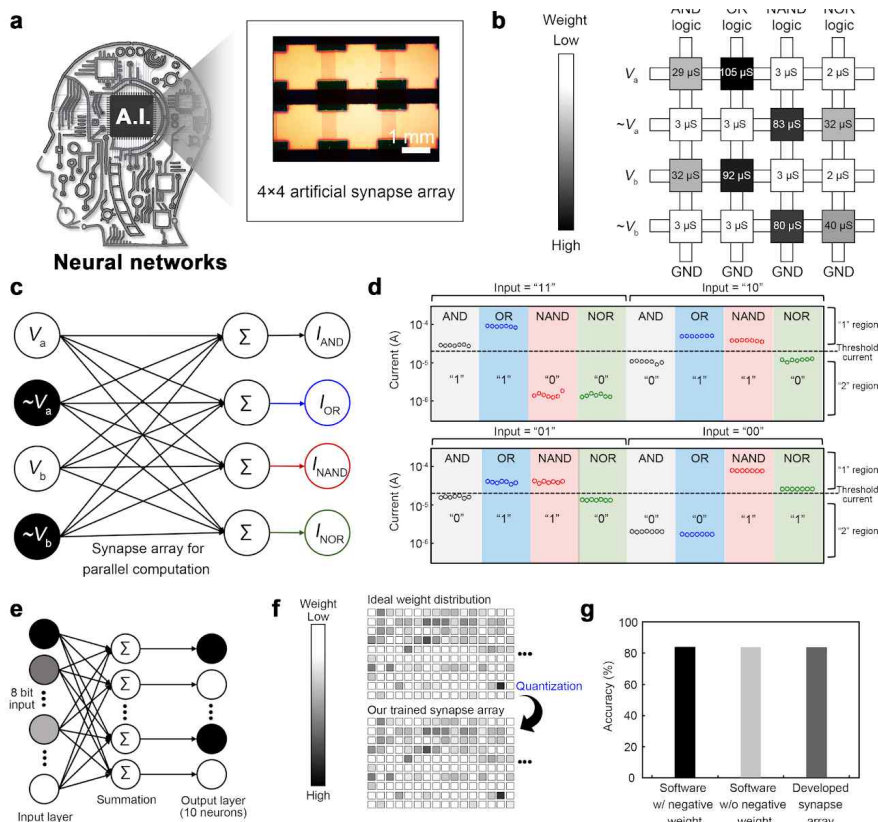 a
A.I.
1 mm
4×4 artificial synapse array
Neural networks
b
Weight
Low
High
AND OR NAND NOR
logic logic logic logic
Va 29 μS 105 μS 3 μS 2 μS
~Va 3 μS 3 μS 83 μS 32 μS
Vb 32 μS 92 μS 3 μS 2 μS
~Vb 3 μS 3 μS 80 μS 40 μS
GND GND GND GND
c
Va Σ IAND
~Va Σ IOR
Vb Σ INAND
~Vb Σ INOR
Synapse array for
parallel computation
d
Input = “11” Input = “10”
AND OR NAND NOR AND OR NAND NOR
Current (A)
10-4
10-5
10-6
“1” “1” “0” “0” “0” “1” “1” “0”
“1” region
Threshold
current
“2” region
Input = “01” Input = “00”
AND OR NAND NOR AND OR NAND NOR
Current (A)
10-4
10-5
10-6
“0” “1” “1” “0” “0” “0” “1” “1”
“1” region
Threshold
current
“2” region
e
8 bit
input
Σ
Σ
Σ
Σ
Input layer
Summation
Output layer
(10 neurons)
f
Weight
Low
High
Ideal weight distribution
Quantization
Our trained synapse array
g
Accuracy (%)
100
80
60
40
20
0
Software Software Developed
w/ negative w/o negative synapse
weight weight array